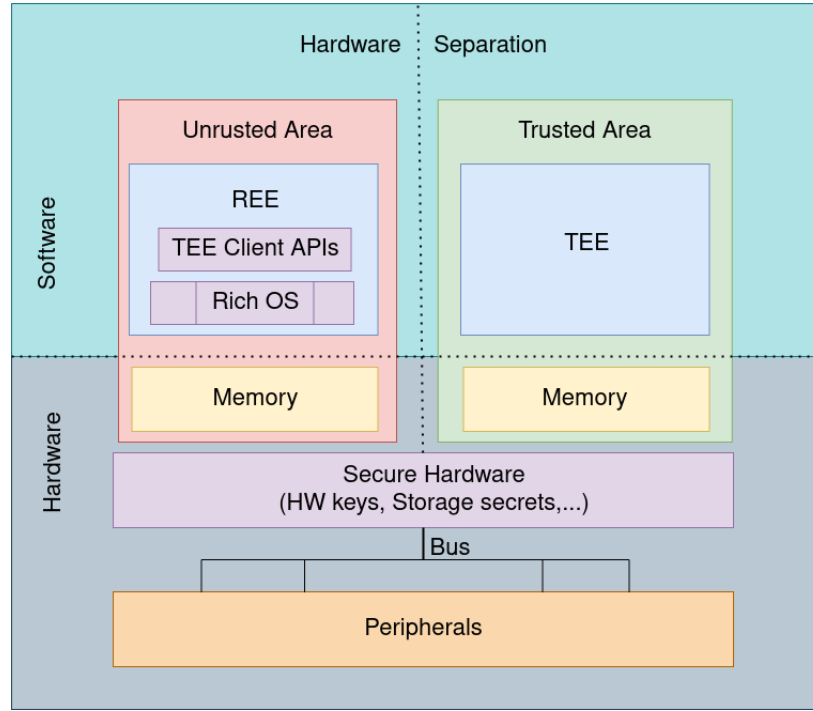 Hardware Separation
Unrusted Area
Trusted Area
REE
TEE Client APIs
Rich OS
TEE
Software
Memory
Memory
Hardware
Secure Hardware
(HW keys, Storage secrets,...)
Bus
Peripherals